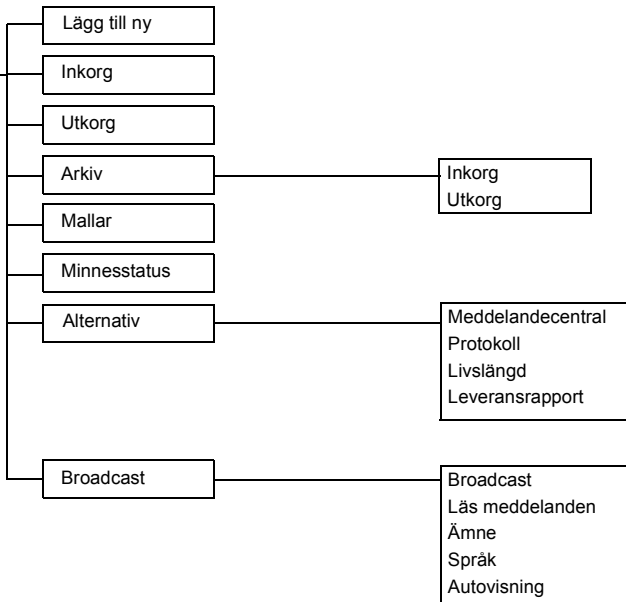 Lägg till ny
Inkorg
Utkorg
Arkiv
Inkorg
Utkorg
Mallar
Minnesstatus
Alternativ
Meddelandecentral
Protokoll
Livslängd
Leveransrapport
Broadcast
Broadcast
Läs meddelanden
Ämne
Språk
Autovisning